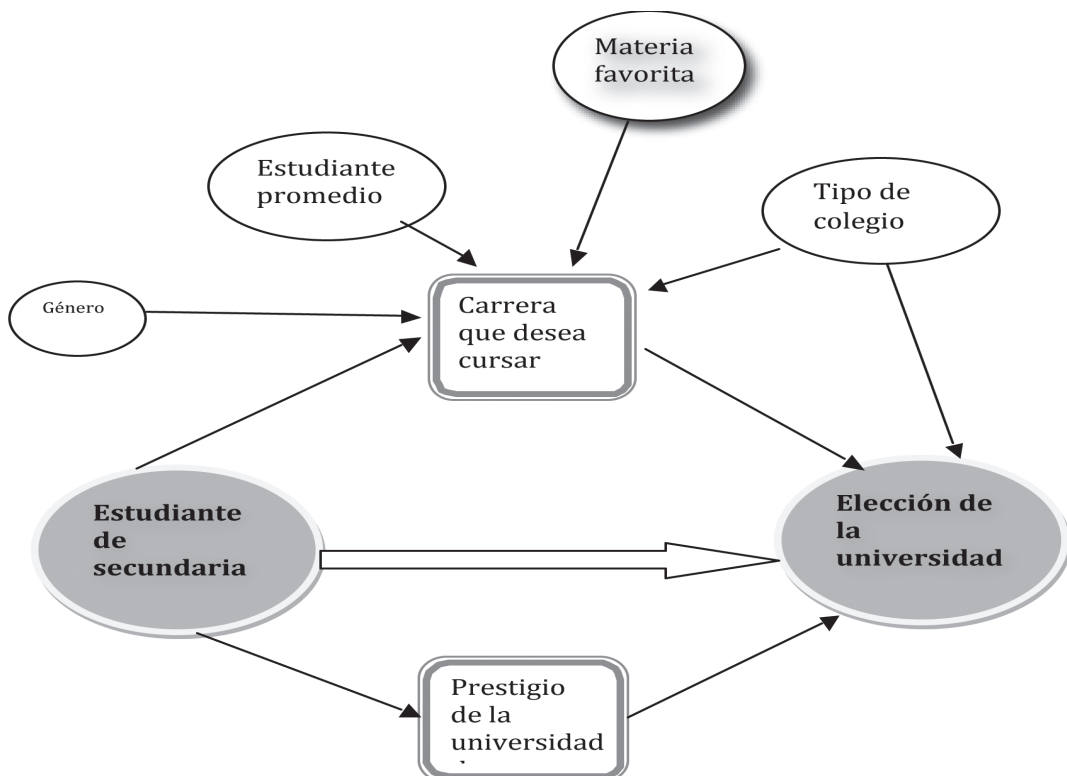 Materia
favorita
Estudiante
promedio
Tipo de
colegio
Género
Carrera
que desea
cursar
Estudiante
de
secundaria
Elección de
la
universidad
Prestigio
de la
universidad